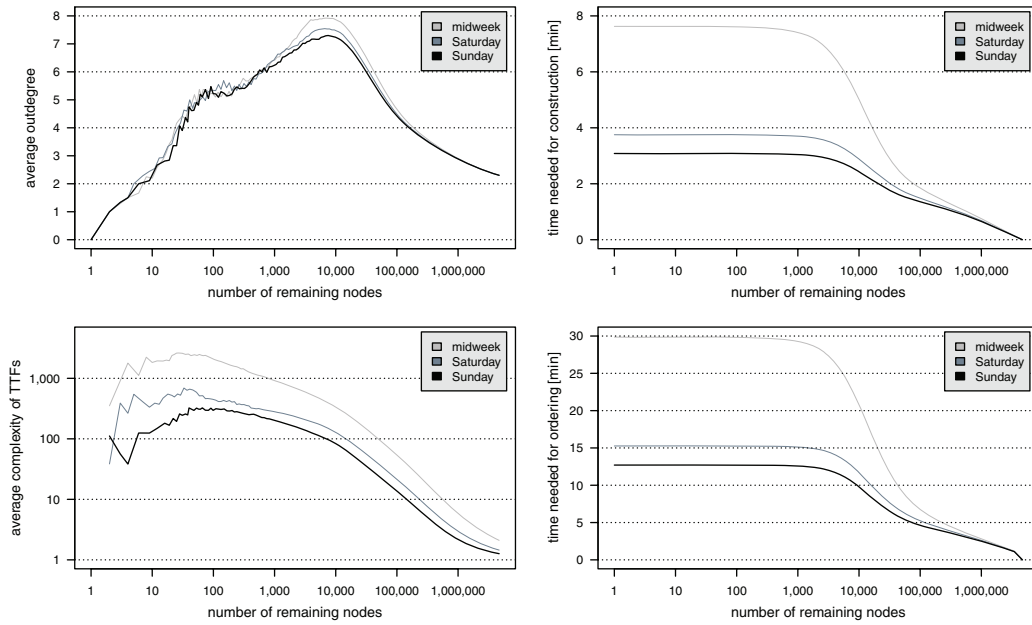 average outdegree
8
7
6
5
4
3
2
1
0
midweek
Saturday
Sunday
1 10 100 1,000 10,000 100,000 1,000,000
number of remaining nodes
time needed for construction [min]
8
6
4
2
0
midweek
Saturday
Sunday
1 10 100 1,000 10,000 100,000 1,000,000
number of remaining nodes
average complexity of TTFs
1,000
100
10
1
midweek
Saturday
Sunday
1 10 100 1,000 10,000 100,000 1,000,000
number of remaining nodes
time needed for ordering [min]
30
25
20
15
10
5
0
midweek
Saturday
Sunday
1 10 100 1,000 10,000 100,000 1,000,000
number of remaining nodes